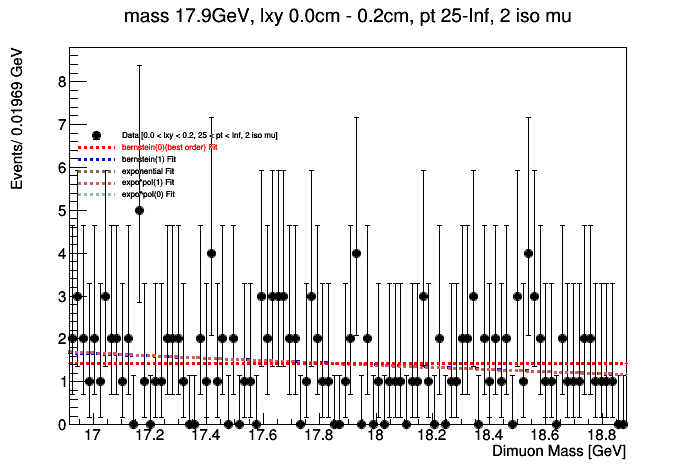 mass 17.9GeV, lxy 0.0cm - 0.2cm, pt 25-Inf, 2 iso mu
Events/ 0.01969 GeV
8
7
6
5
4
3
2
1
0
Data [0.0 < lxy < 0.2, 25 < pt < Inf, 2 iso mu]
bernstein(0)(best order) Fit
bernstein(1) Fit
exponential Fit
expo*pol(1) Fit
expo*pol(0) Fit
17 17.2 17.4 17.6 17.8 18 18.2 18.4 18.6 18.8
Dimuon Mass [GeV]